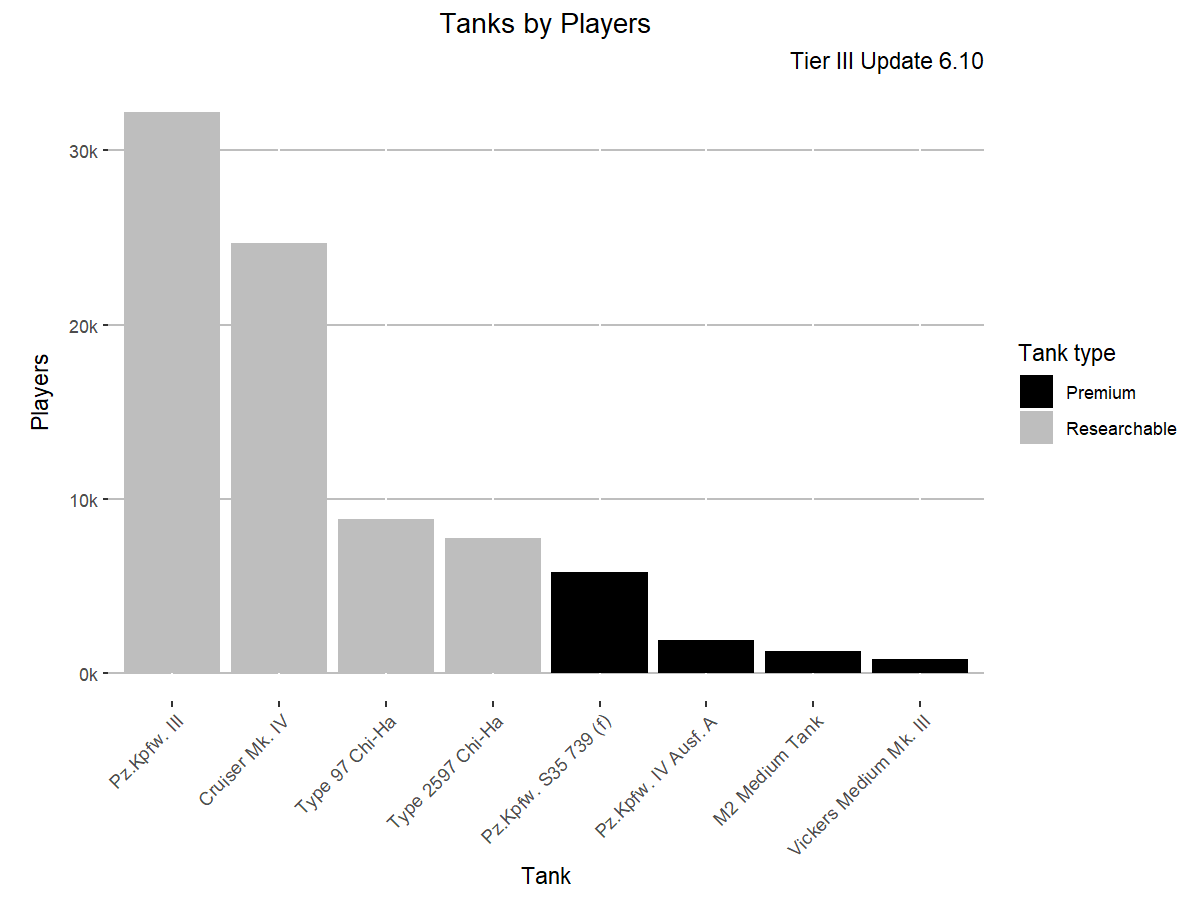 Tanks by Players
Tier III Update 6.10
30k
20k
10k
0k
Players
Pz.Kpfw. III
Cruiser Mk. IV
Type 97 Chi-Ha
Type 2597 Chi-Ha
Pz.Kpfw. S35 739 (f)
Pz.Kpfw. IV Ausf. A
M2 Medium Tank
Vickers Medium Mk. III
Tank
Tank type
Premium
Researchable